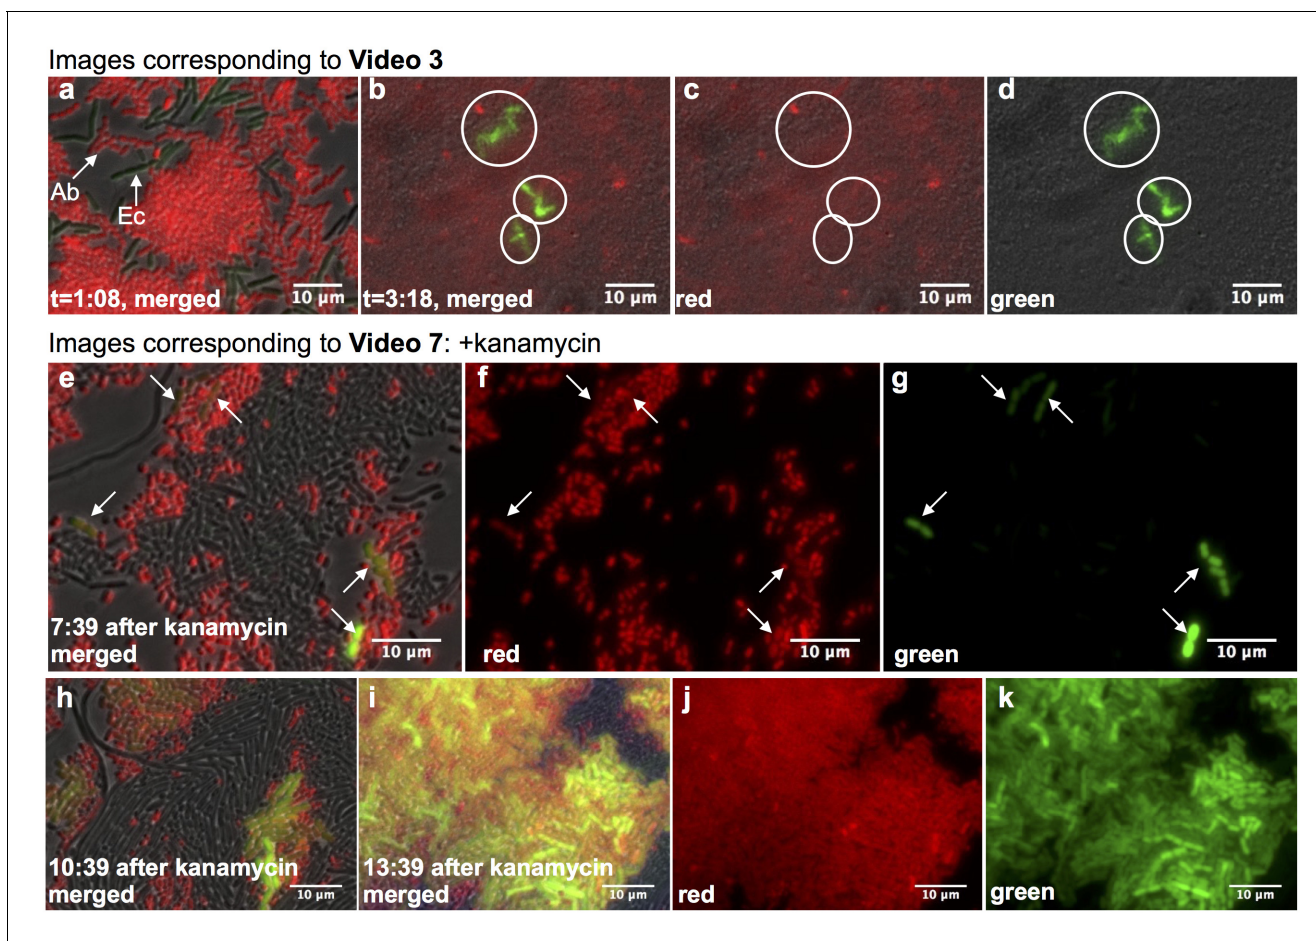 Images corresponding to Video 3
a
b
c
d
Ab
Ec
t=1:08, merged
10 µm
t=3:18, merged
10 µm
red
10 µm
green
10 µm
Images corresponding to Video 7: +kanamycin
e
f
g
7:39 after kanamycin
merged
10 µm
red
10 µm
green
10 µm
h
i
j
k
10:39 after kanamycin
merged
10 µm
13:39 after kanamycin
merged
10 µm
red
10 µm
green
10 µm